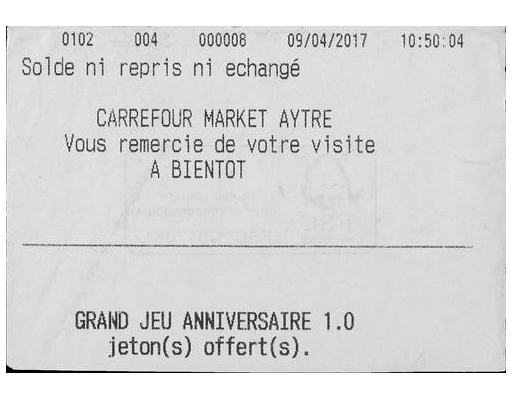 0102 004 000008 09/04/2017 10:50:04
Solde ni repris ni echangé
CARREFOUR MARKET AYTRE
Vous remercie de votre visite
A BIENTOT
GRAND JEU ANNIVERSAIRE 1.0
jeton(s) offert(s).